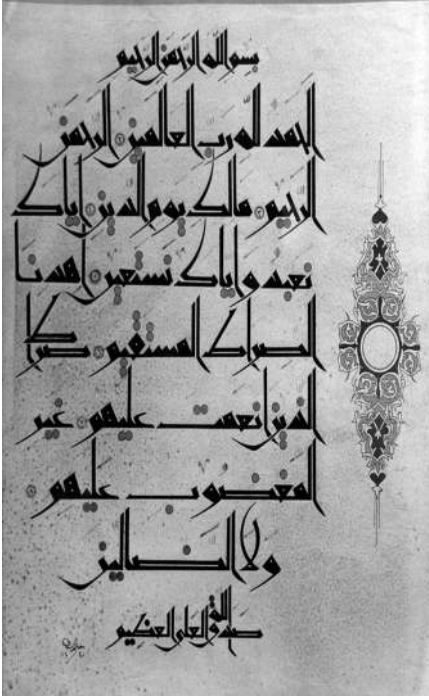 بسم الله الرحمن الرحيم
الحمد لله رب العالمين الرحمن
الرحيم مالك يوم الدين اياك
نعبد و اياك نستعين اهدنا
الصراط المستقيم صراط
الذين انعمت عليهم غير
المغضوب عليهم
ولا الضالين
صدق الله العلي العظيم